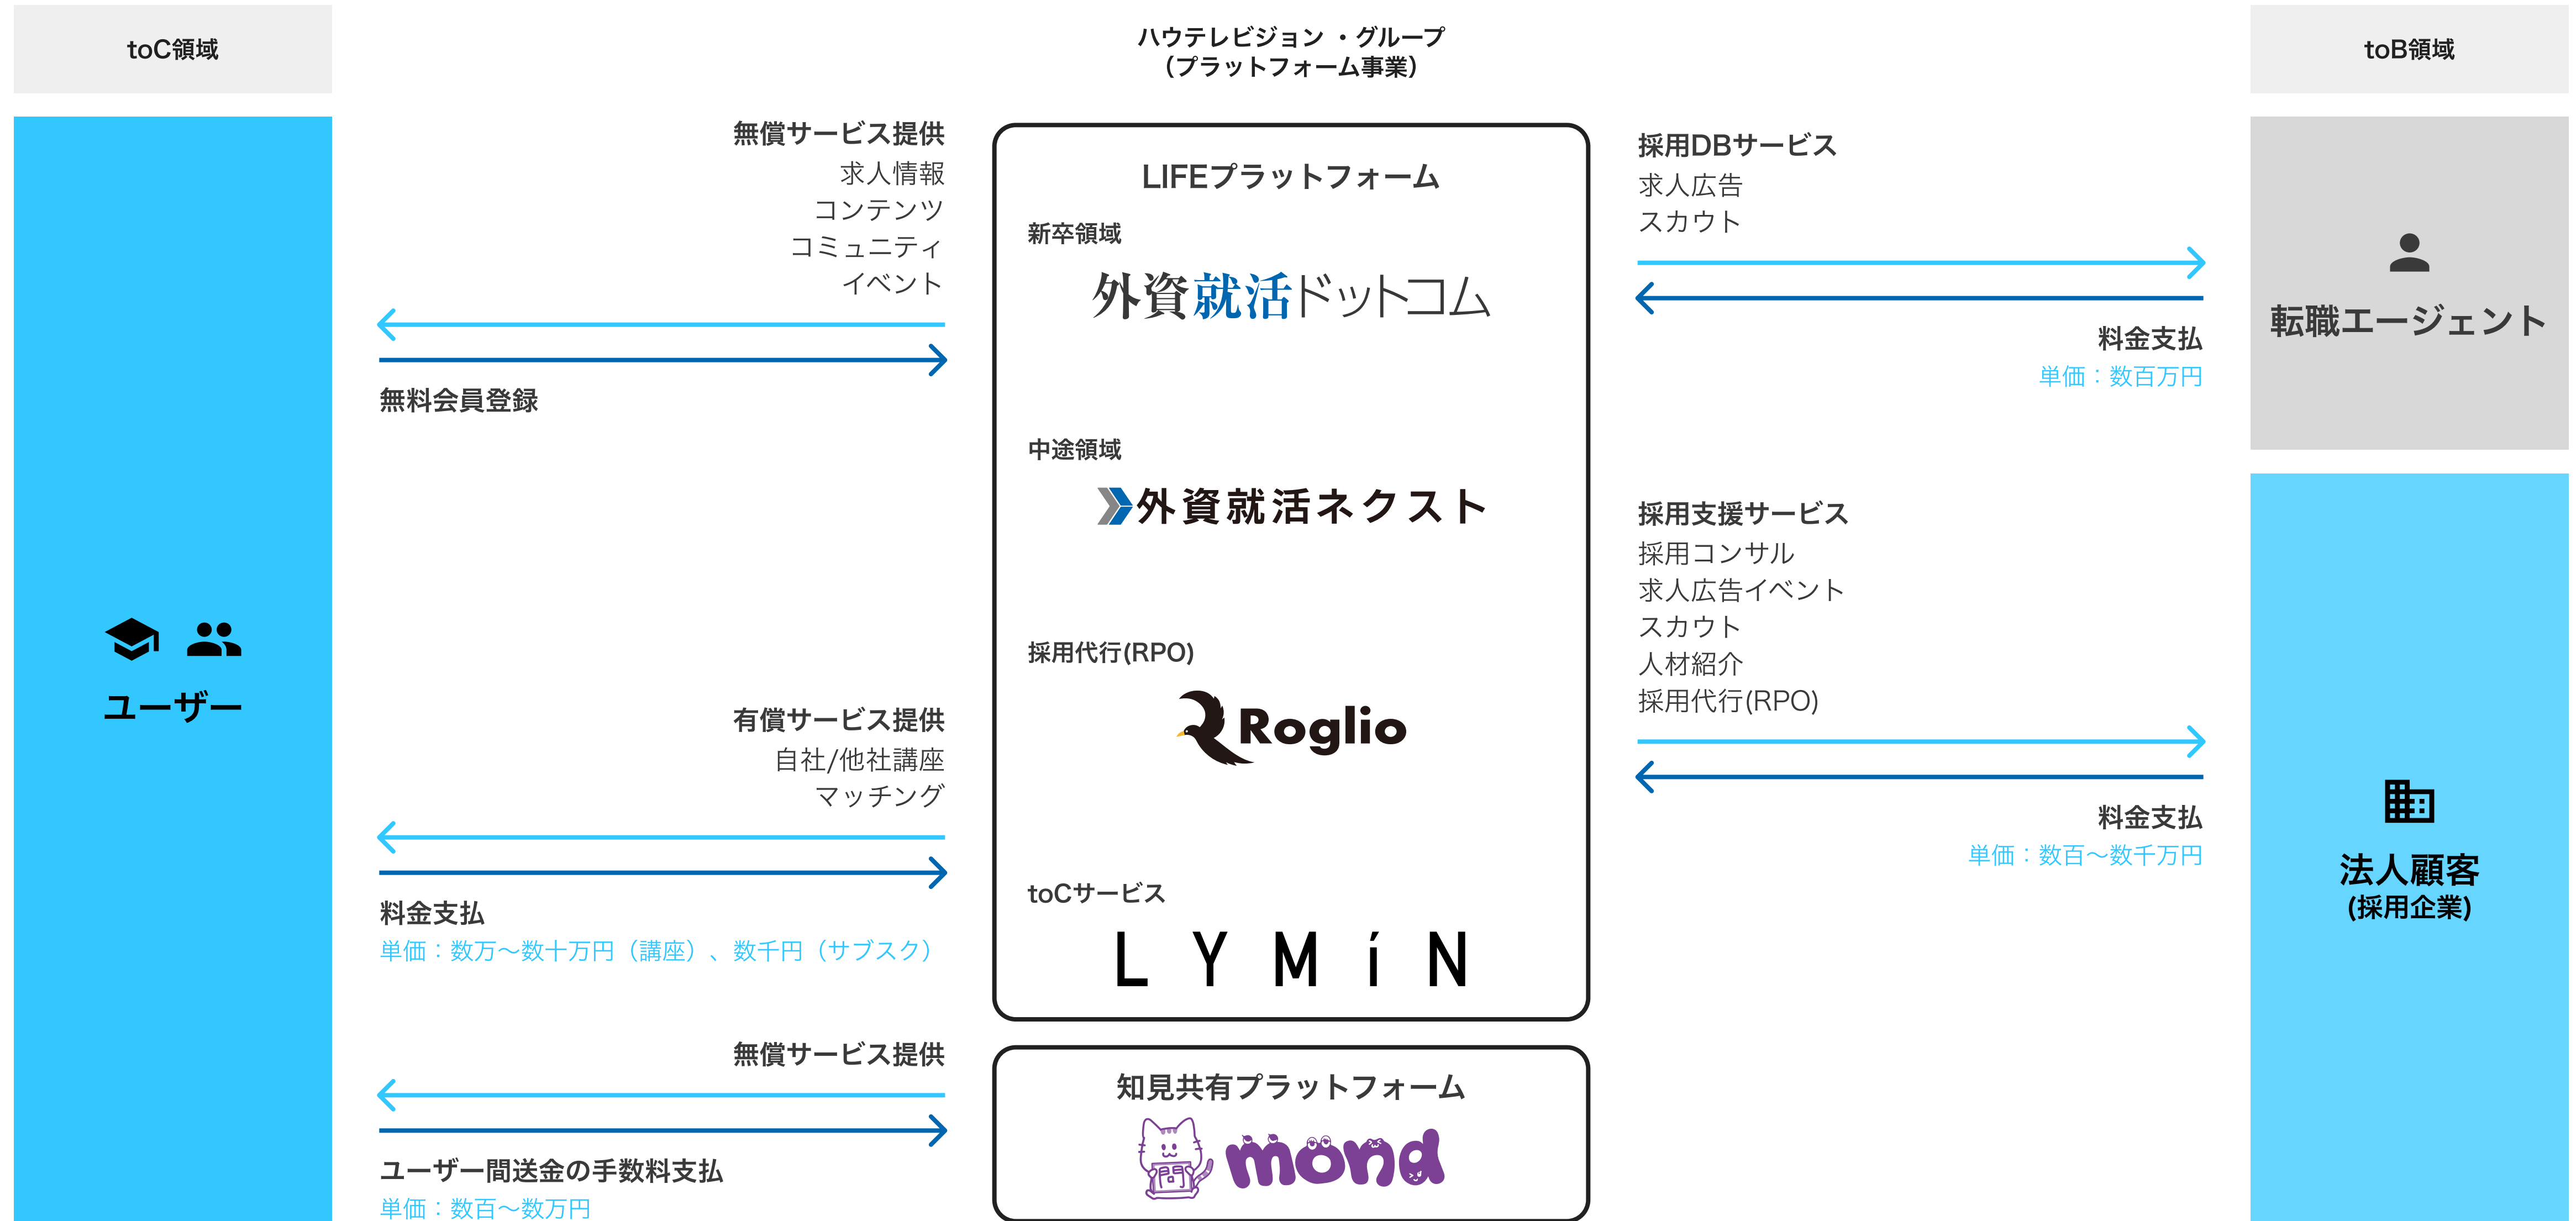 toC領域
ハウテレビジョン ・グループ
（プラットフォーム事業）
toB領域
無償サービス提供
求人情報
コンテンツ
コミュニティ
イベント
無料会員登録
ユーザー
有償サービス提供
自社/他社講座
マッチング
料金支払
単価：数万〜数十万円（講座）、数千円（サブスク）
無償サービス提供
ユーザー間送金の手数料支払
単価：数百〜数万円
LIFEプラットフォーム
新卒領域
外資就活ドットコム
中途領域
外資就活ネクスト
採用代行(RPO)
Roglio
toCサービス
LYMíN
知見共有プラットフォーム
門
mond
採用DBサービス
求人広告
スカウト
料金支払
単価：数百万円
採用支援サービス
採用コンサル
求人広告イベント
スカウト
人材紹介
採用代行(RPO)
料金支払
単価：数百〜数千万円
転職エージェント
法人顧客
(採用企業)